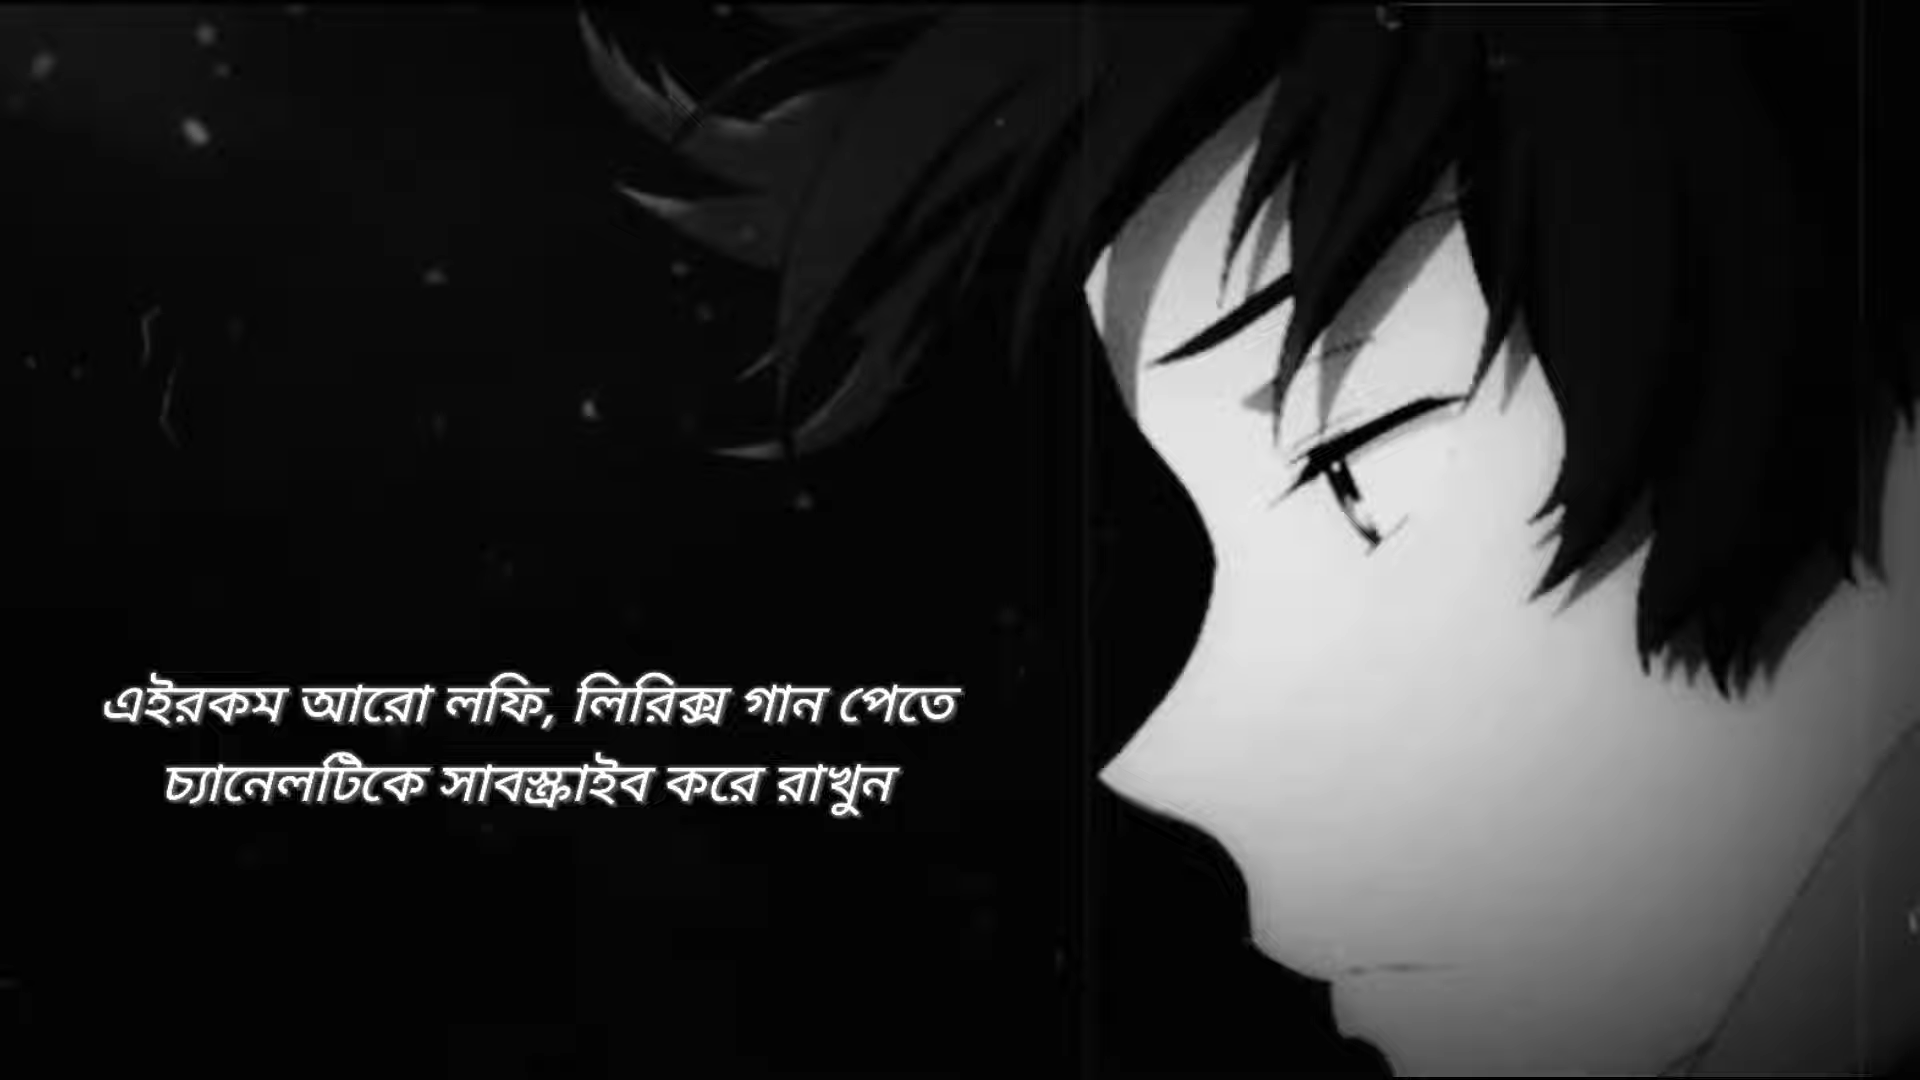 এইরকম আরো লফি, লিরিক্স গান পেতে
চ্যানেলটিকে সাবস্ক্রাইব করে রাখুন